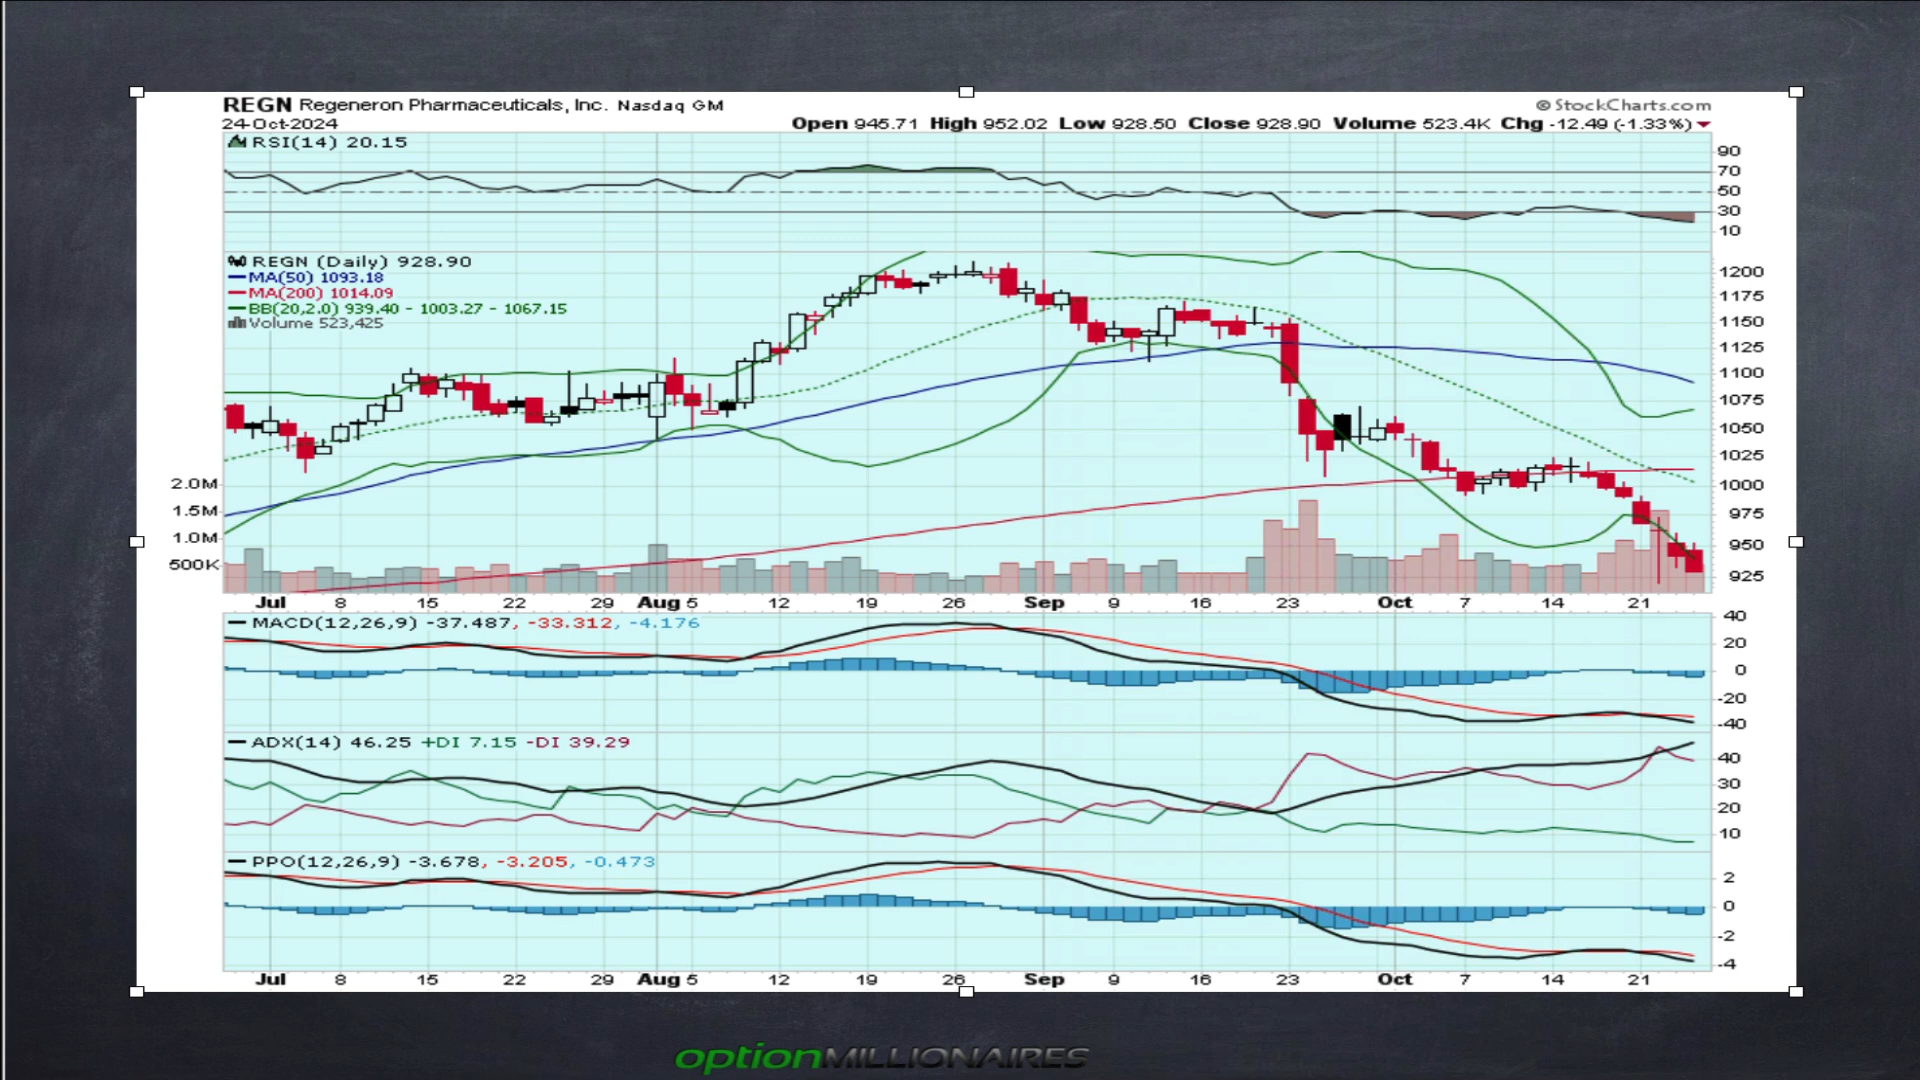 REGN Regeneron Pharmaceuticals, Inc. Nasdaq GM © StockCharts.com
24-Oct-2024 Open 945.71 High 952.02 Low 928.50 Close 928.90 Volume 523.4K Chg -12.49 (-1.33%)
RSI(14) 20.15
90
70
50
30
10
REGN (Daily) 928.90
MA(50) 1093.18
MA(200) 1014.09
BB(20,2.0) 939.40 - 1003.27 - 1067.15
Volume 523,425
1200
1175
1150
1125
1100
1075
1050
1025
1000
975
950
925
2.0M
1.5M
1.0M
500K
Jul 8 15 22 29 Aug 5 12 19 26 Sep 9 16 23 Oct 7 14 21
MACD(12,26,9) -37.487, -33.312, -4.176
40
20
0
-20
-40
ADX(14) 46.25 +DI 7.15 -DI 39.29
40
30
20
10
PPO(12,26,9) -3.678, -3.205, -0.473
2
0
-2
-4
Jul 8 15 22 29 Aug 5 12 19 26 Sep 9 16 23 Oct 7 14 21
optionMILLIONAIRES